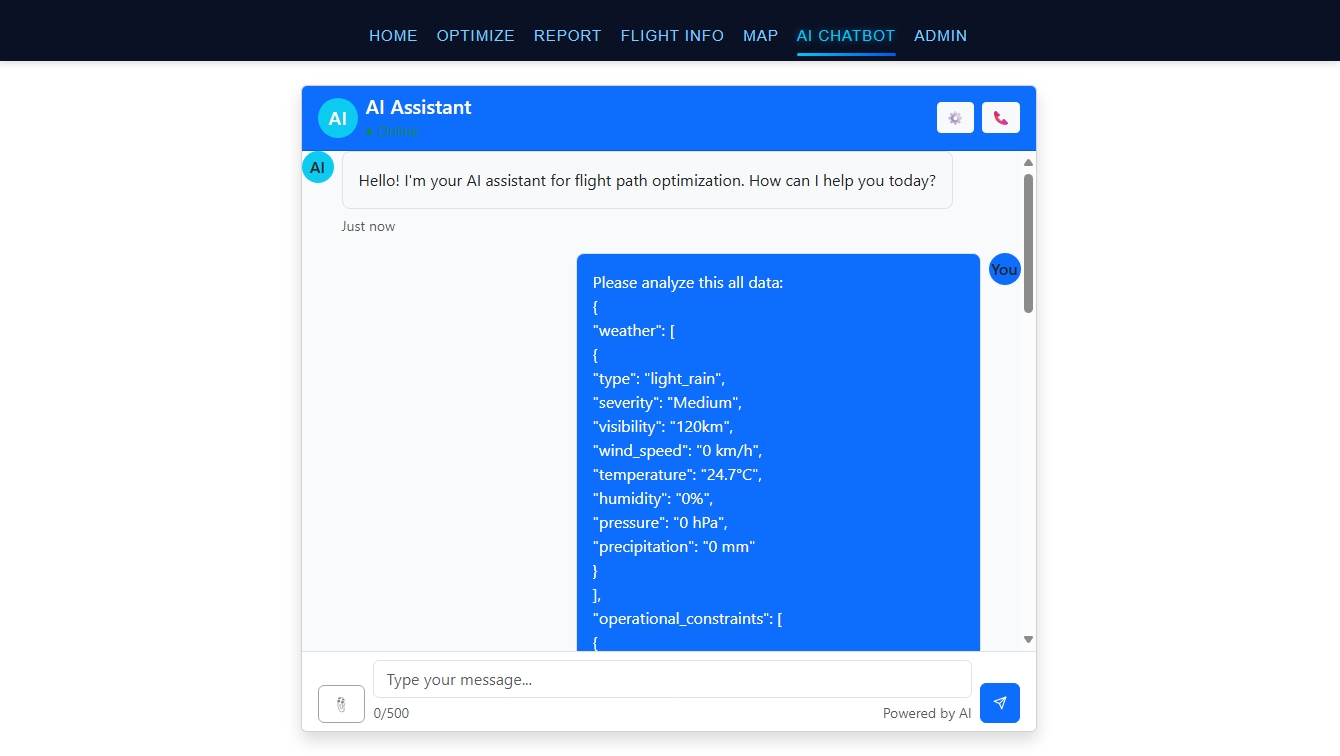 HOME OPTIMIZE REPORT FLIGHT INFO MAP AI CHATBOT ADMIN
AI
AI Assistant
Online
AI
Hello! I'm your AI assistant for flight path optimization. How can I help you today?
Just now
You
Please analyze this all data:
{
"weather": [
{
"type": "light_rain",
"severity": "Medium",
"visibility": "120km",
"wind_speed": "0 km/h",
"temperature": "24.7°C",
"humidity": "0%",
"pressure": "0 hPa",
"precipitation": "0 mm"
}
],
"operational_constraints": [
{
Type your message...
0/500
Powered by AI